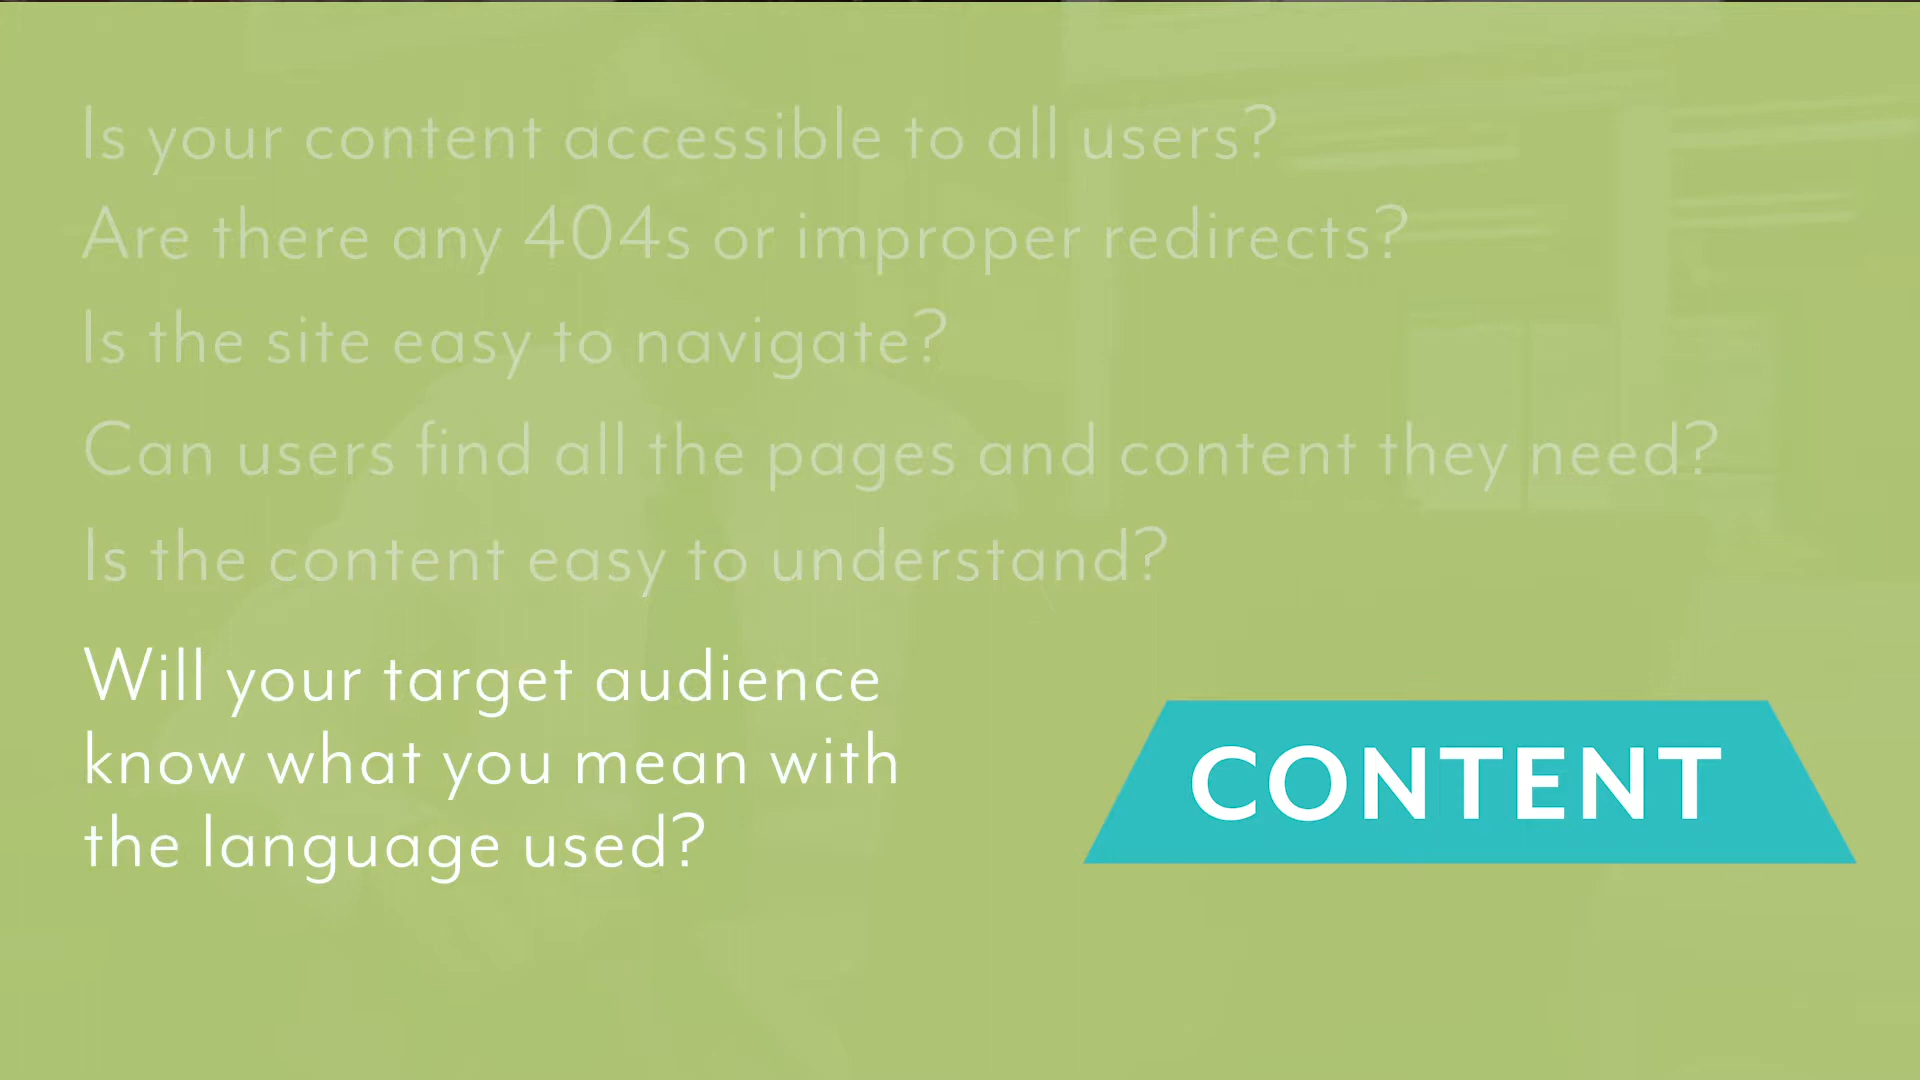 Is your content accessible to all users?
Are there any 404s or improper redirects?
Is the site easy to navigate?
Can users find all the pages and content they need?
Is the content easy to understand?
Will your target audience
know what you mean with
the language used?
CONTENT